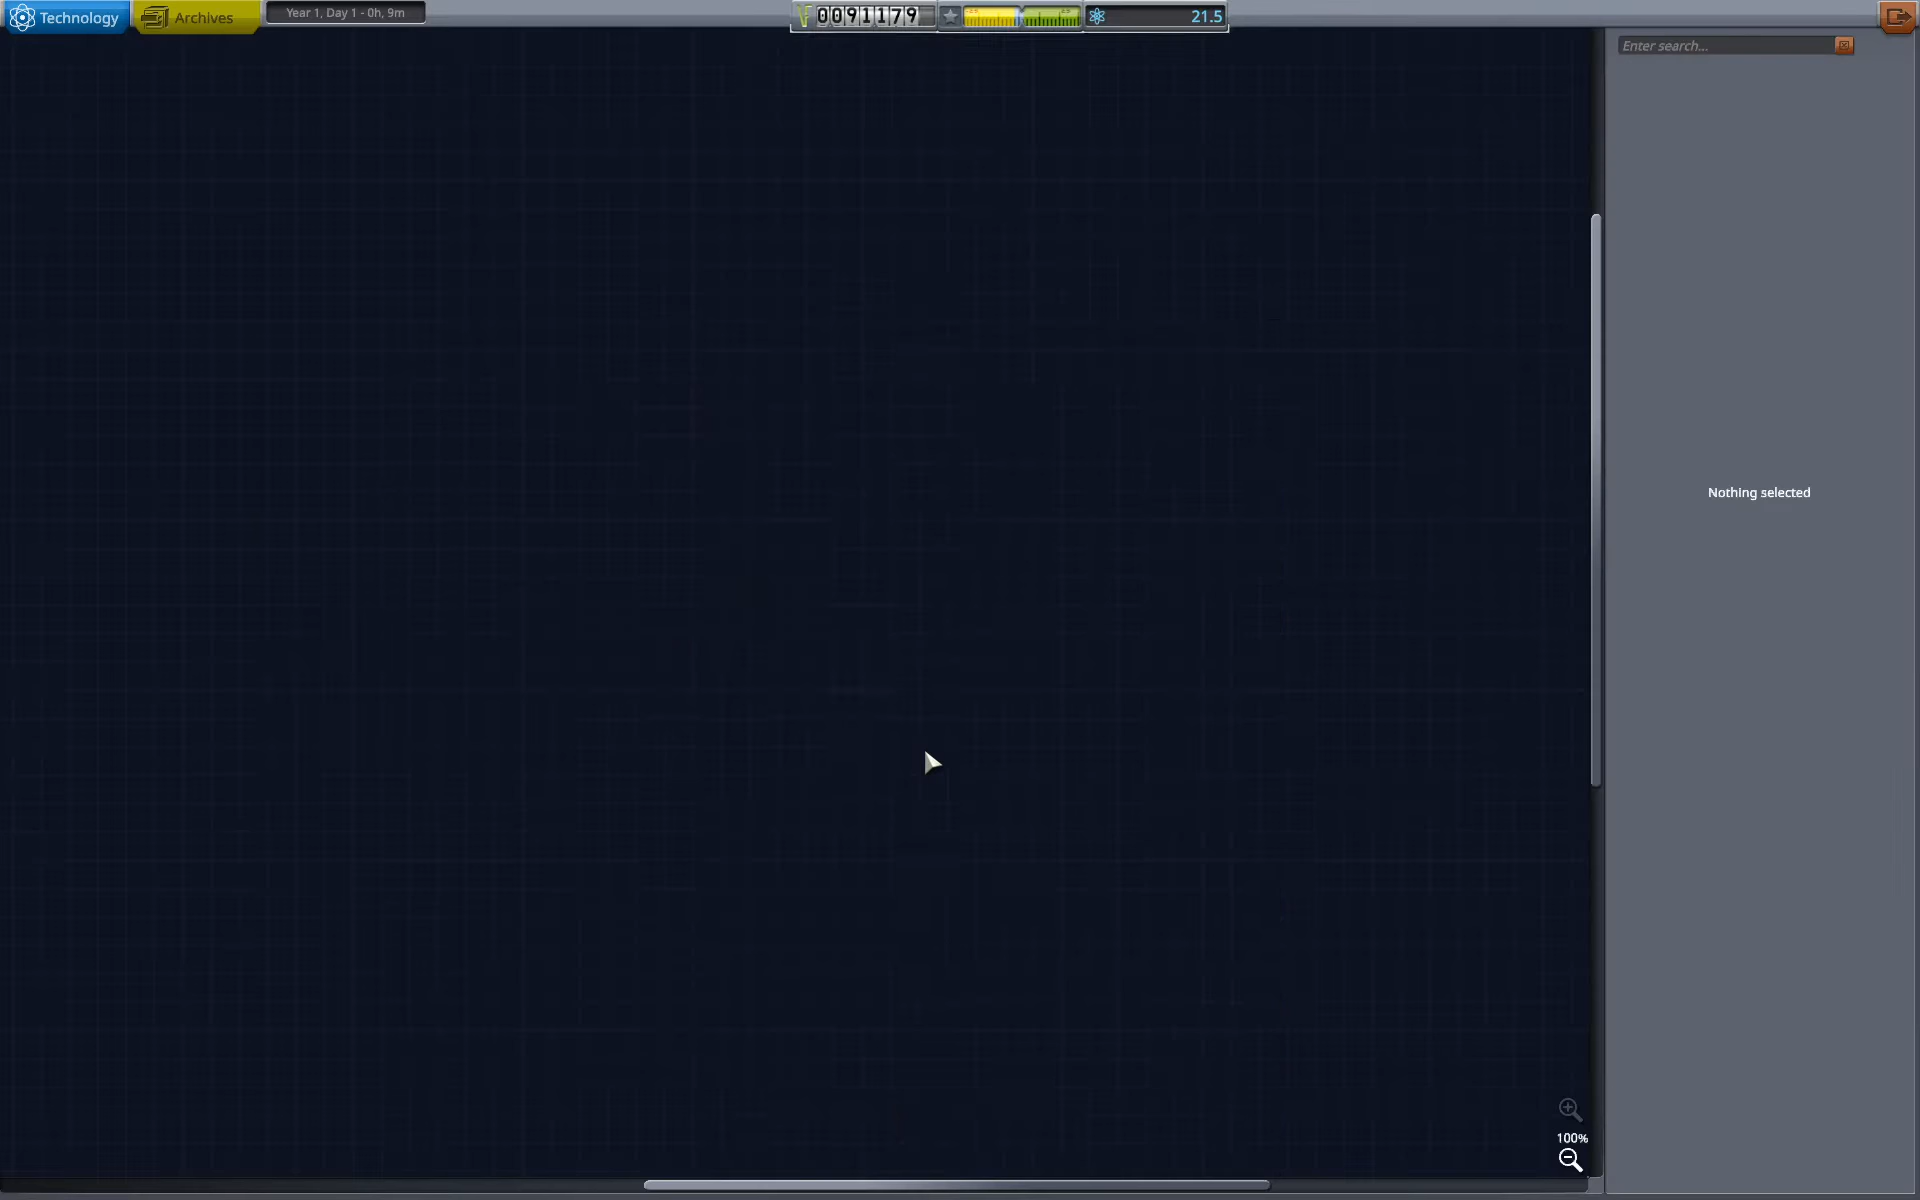 Technology
Archives
Year 1, Day 1 - 0h, 9m
0091179
21.5
Enter search...
Nothing selected
100%